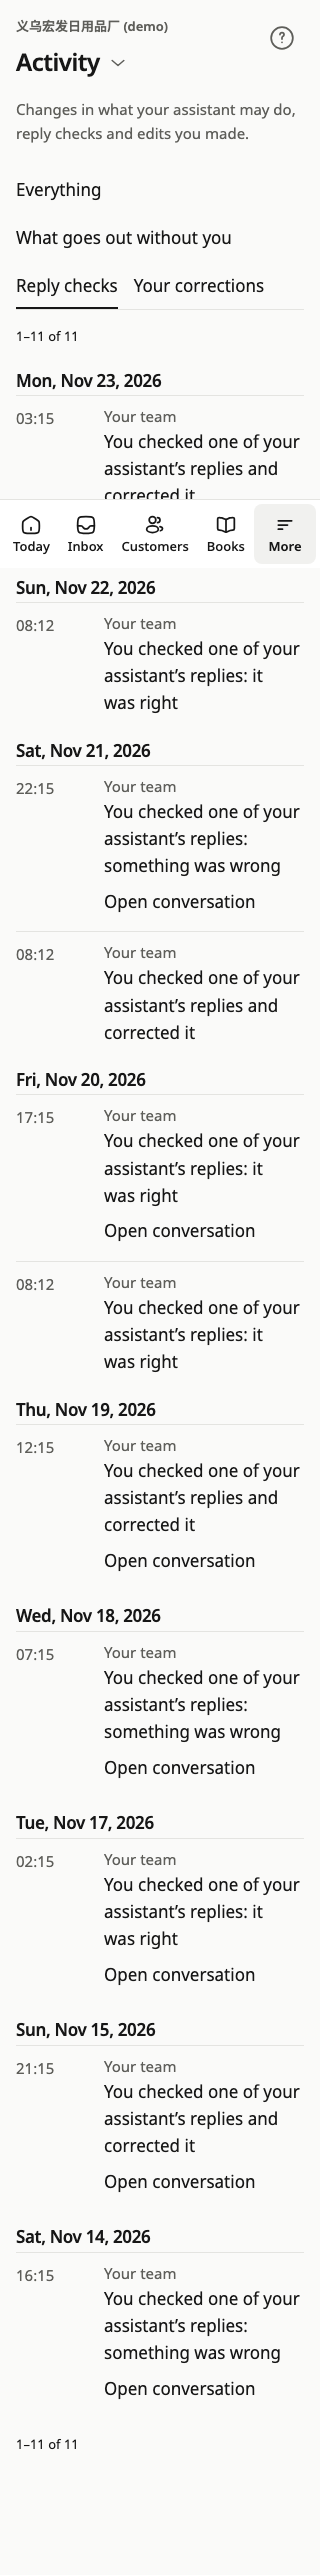 义乌宏发日用品厂 (demo)
Activity
Changes in what your assistant may do,
reply checks and edits you made.
Everything
What goes out without you
Reply checks Your corrections
1–11 of 11
Mon, Nov 23, 2026
03:15 Your team
You checked one of your
assistant’s replies and
corrected it
Today Inbox Customers Books More
Sun, Nov 22, 2026
08:12 Your team
You checked one of your
assistant’s replies: it
was right
Sat, Nov 21, 2026
22:15 Your team
You checked one of your
assistant’s replies:
something was wrong
Open conversation
08:12 Your team
You checked one of your
assistant’s replies and
corrected it
Fri, Nov 20, 2026
17:15 Your team
You checked one of your
assistant’s replies: it
was right
Open conversation
08:12 Your team
You checked one of your
assistant’s replies: it
was right
Thu, Nov 19, 2026
12:15 Your team
You checked one of your
assistant’s replies and
corrected it
Open conversation
Wed, Nov 18, 2026
07:15 Your team
You checked one of your
assistant’s replies:
something was wrong
Open conversation
Tue, Nov 17, 2026
02:15 Your team
You checked one of your
assistant’s replies: it
was right
Open conversation
Sun, Nov 15, 2026
21:15 Your team
You checked one of your
assistant’s replies and
corrected it
Open conversation
Sat, Nov 14, 2026
16:15 Your team
You checked one of your
assistant’s replies:
something was wrong
Open conversation
1–11 of 11